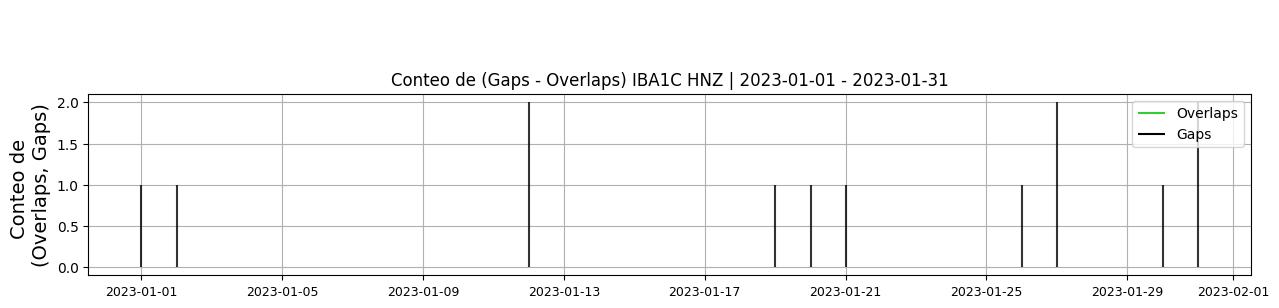 Conteo de (Gaps - Overlaps) IBA1C HNZ | 2023-01-01 - 2023-01-31
Conteo de
(Overlaps, Gaps)
2.0
1.5
1.0
0.5
0.0
Overlaps
Gaps
2023-01-01 2023-01-05 2023-01-09 2023-01-13 2023-01-17 2023-01-21 2023-01-25 2023-01-29 2023-02-01